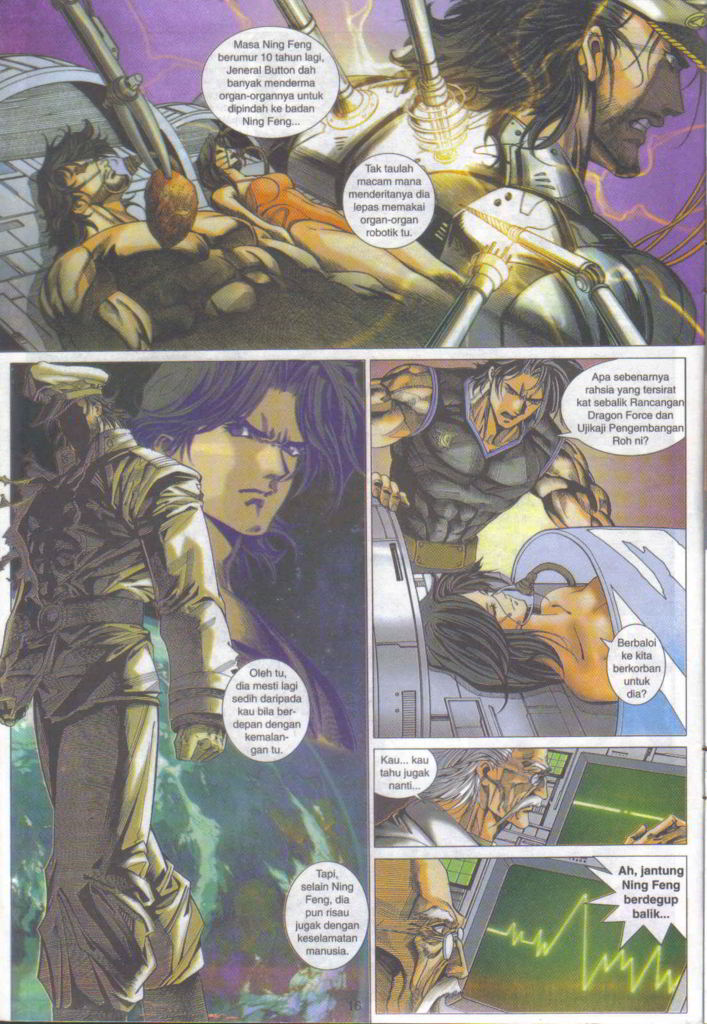 Masa Ning Feng
berumur 10 tahun lagi,
Jeneral Button dah
banyak menderma
organ-organnya untuk
dipindah ke badan
Ning Feng...
Tak taulah
macam mana
menderitanya dia
lepas memakai
organ-organ
robotik tu.
Oleh tu,
dia mesti lagi
sedih daripada
kau bila ber-
depan dengan
kemalan-
gan tu.
Tapi,
selain Ning
Feng, dia
pun risau
jugak dengan
keselamatan
manusia.
Apa sebenarnya
rahsia yang tersirat
kat sebalik Rancangan
Dragon Force dan
Ujikaji Pengembangan
Roh ni?
Berbaloi
ke kita
berkorban
untuk
dia?
Kau... kau
tahu jugak
nanti...
Ah, jantung
Ning Feng
berdegup
balik...
16